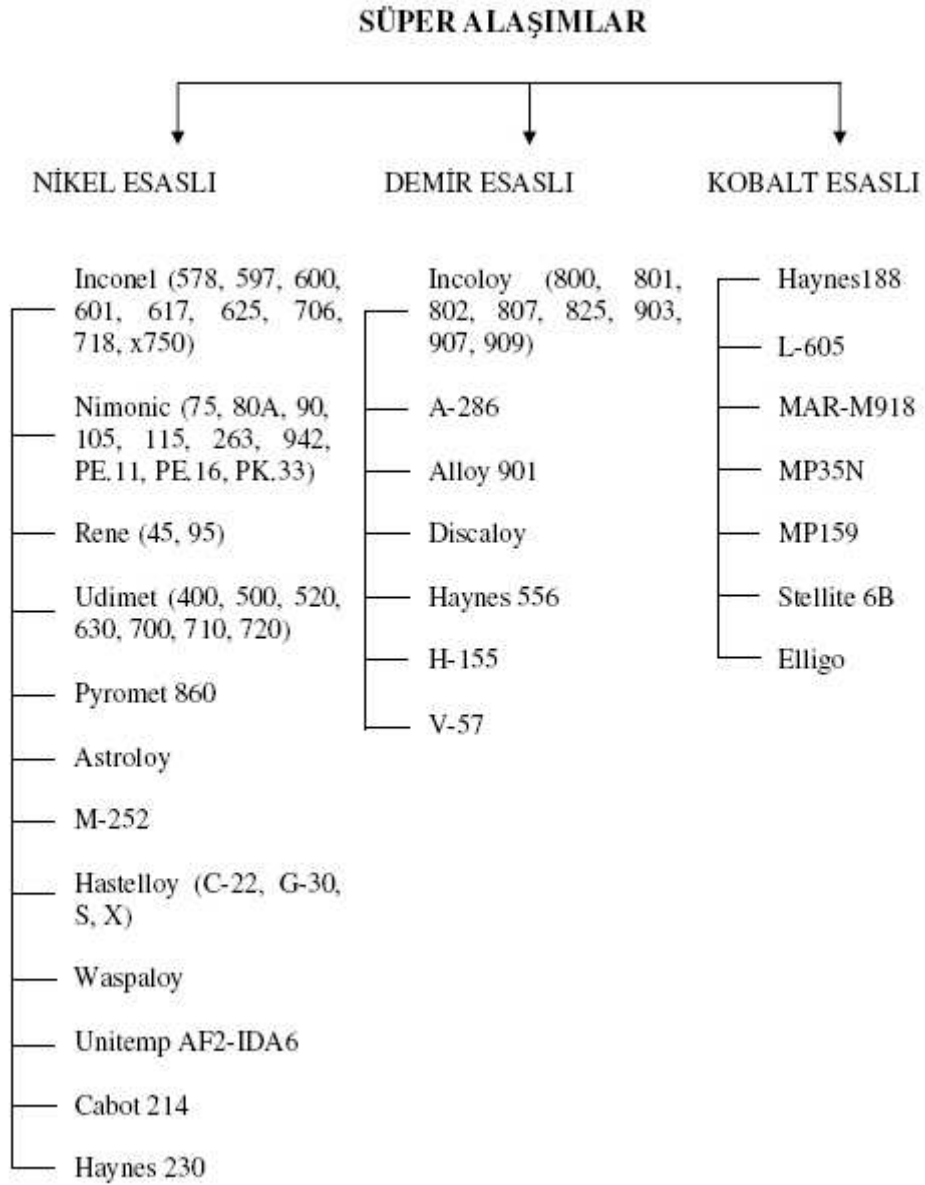 SÜPER ALAŞIMLAR
NİKEL ESASLI
Inconel (578, 597, 600,
601, 617, 625, 706,
718, x750)
Nimonic (75, 80A, 90,
105, 115, 263, 942,
PE.11, PE.16, PK.33)
Rene (45, 95)
Udimet (400, 500, 520,
630, 700, 710, 720)
Pyromet 860
Astroloy
M-252
Hastelloy (C-22, G-30,
S, X)
Waspaloy
Unitemp AF2-IDA6
Cabot 214
Haynes 230
DEMİR ESASLI
Incoloy (800, 801,
802, 807, 825, 903,
907, 909)
A-286
Alloy 901
Discaloy
Haynes 556
H-155
V-57
KOBALT ESASLI
Haynes188
L-605
MAR-M918
MP35N
MP159
Stellite 6B
Elligo